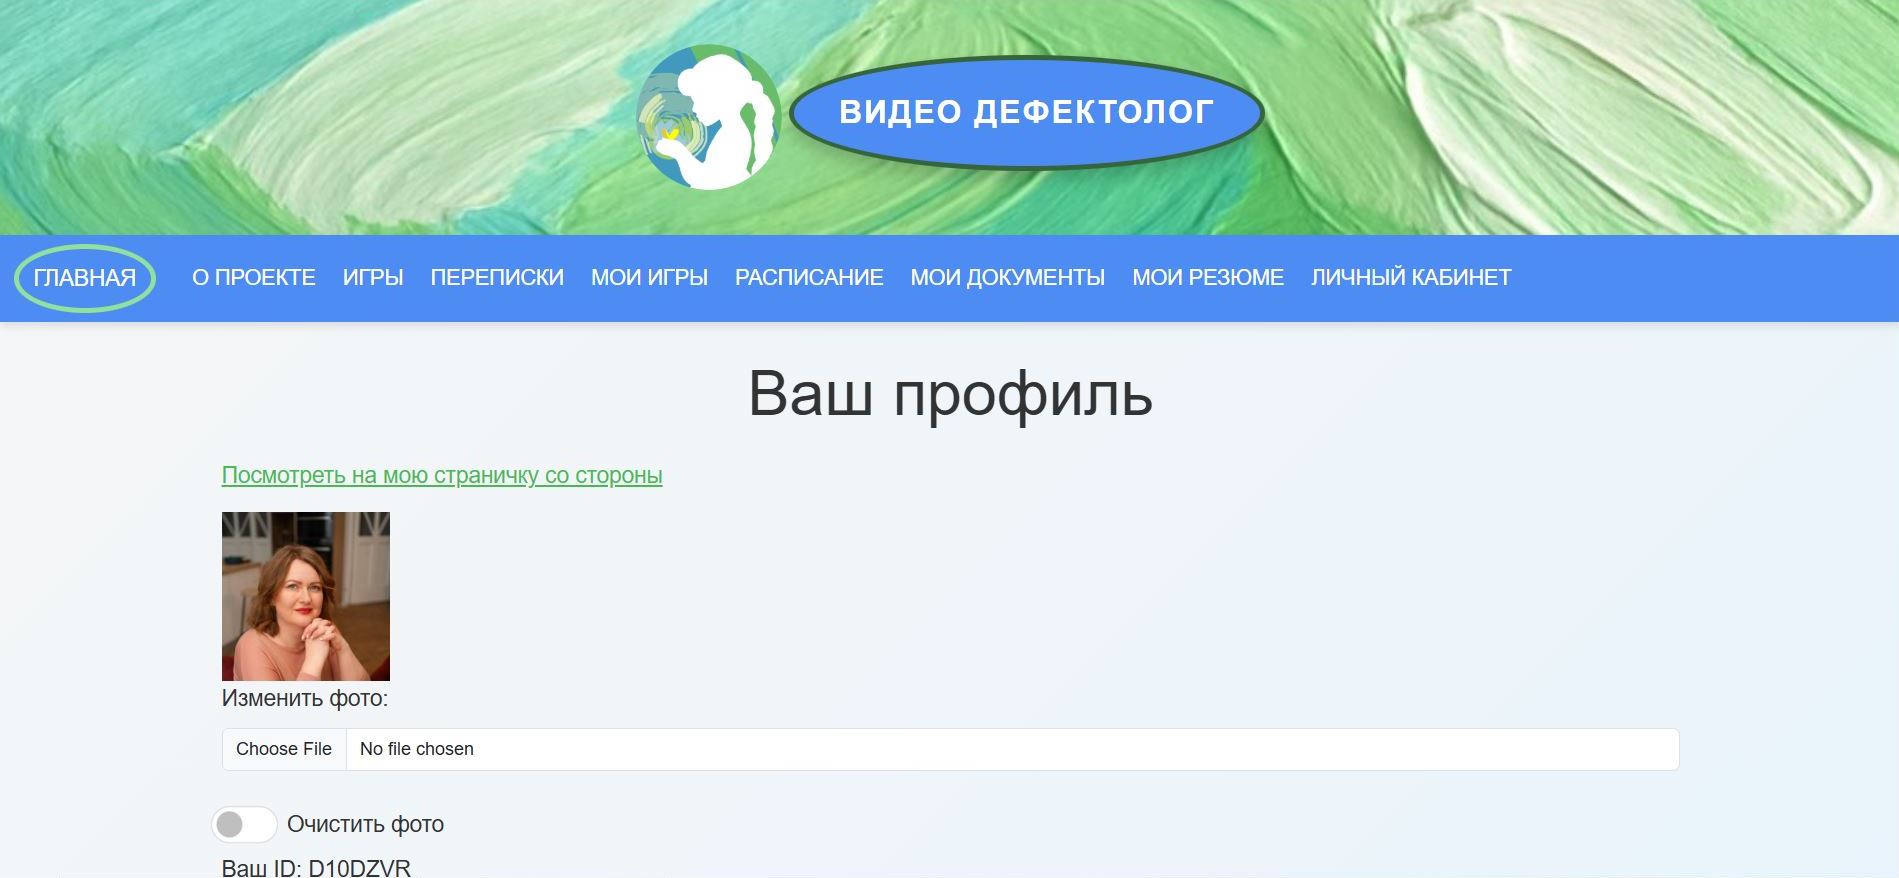 ВИДЕО ДЕФЕКТОЛОГ
ГЛАВНАЯ О ПРОЕКТЕ ИГРЫ ПЕРЕПИСКИ МОИ ИГРЫ РАСПИСАНИЕ МОИ ДОКУМЕНТЫ МОИ РЕЗЮМЕ ЛИЧНЫЙ КАБИНЕТ
Ваш профиль
Посмотреть на мою страничку со стороны
Изменить фото:
Choose File No file chosen
Очистить фото
Ваш ID: D10DZVR